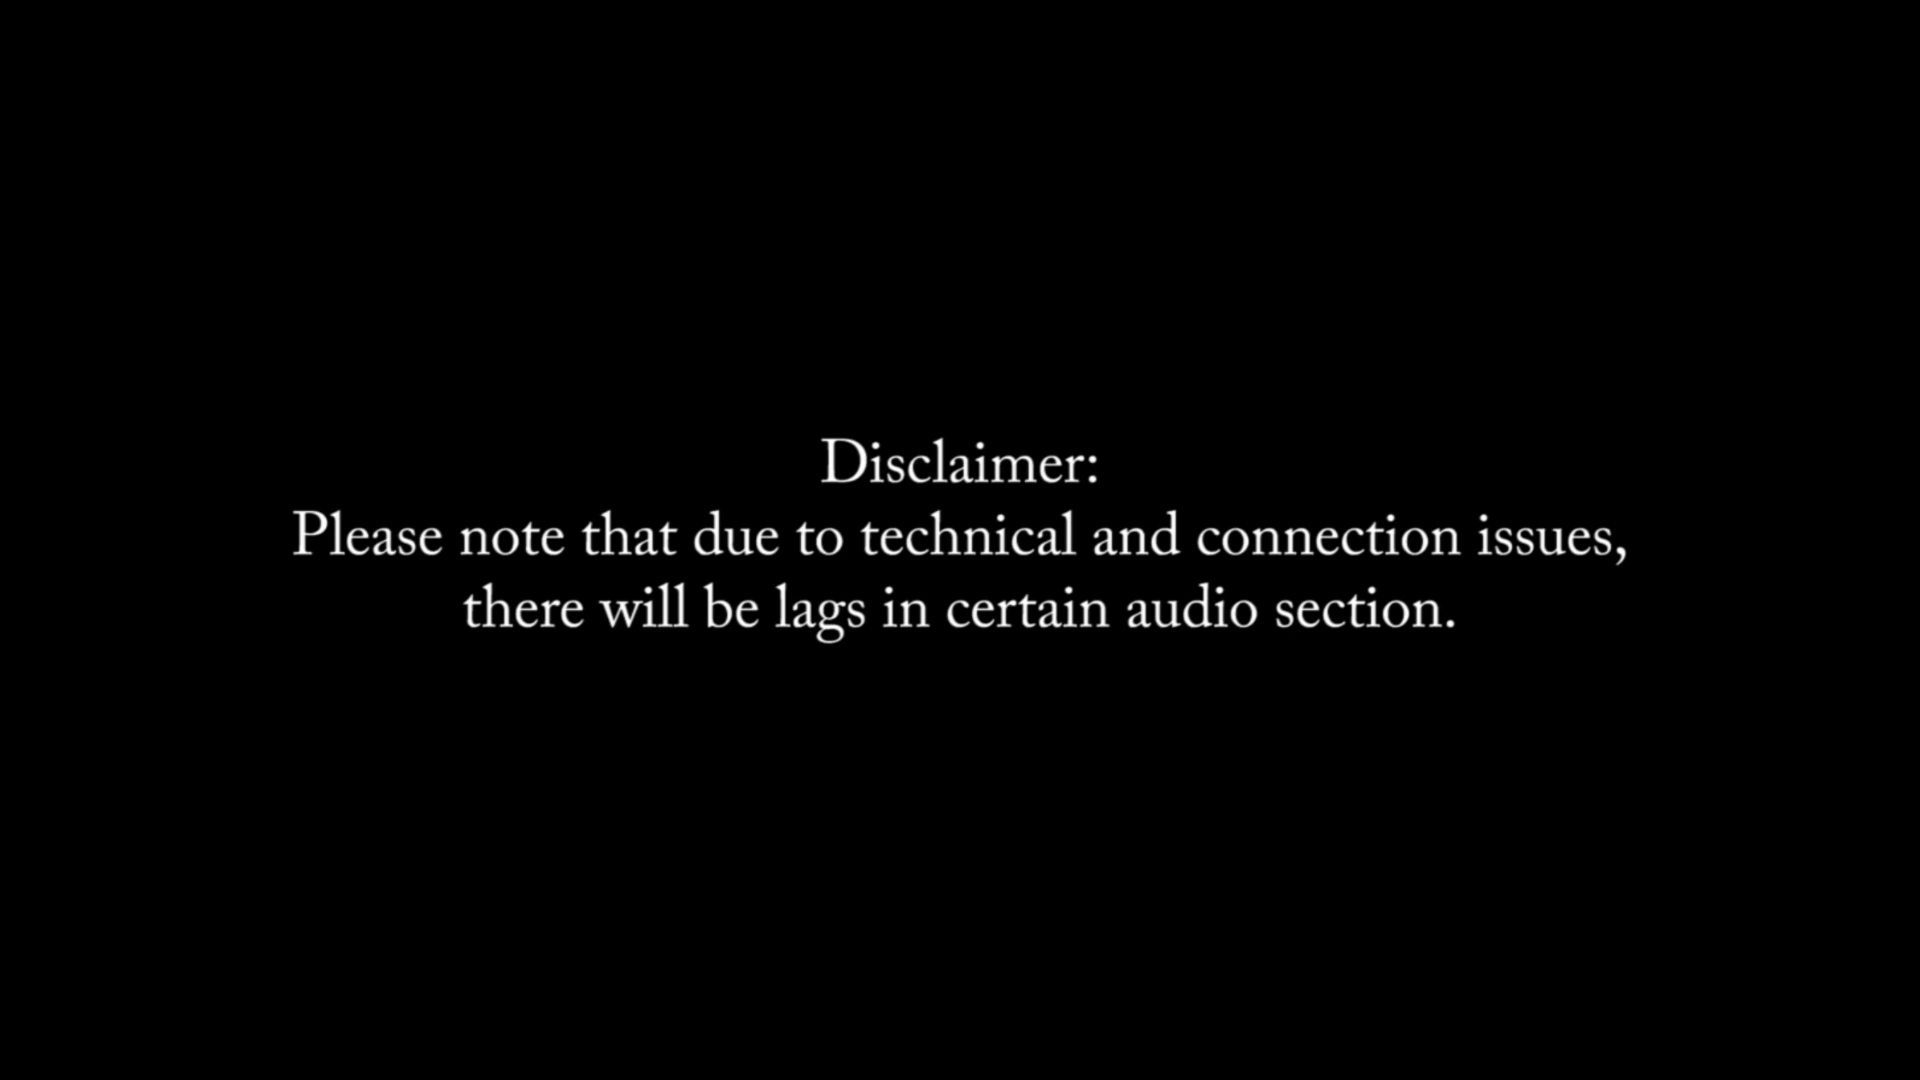 Disclaimer:
Please note that due to technical and connection issues,
there will be lags in certain audio section.